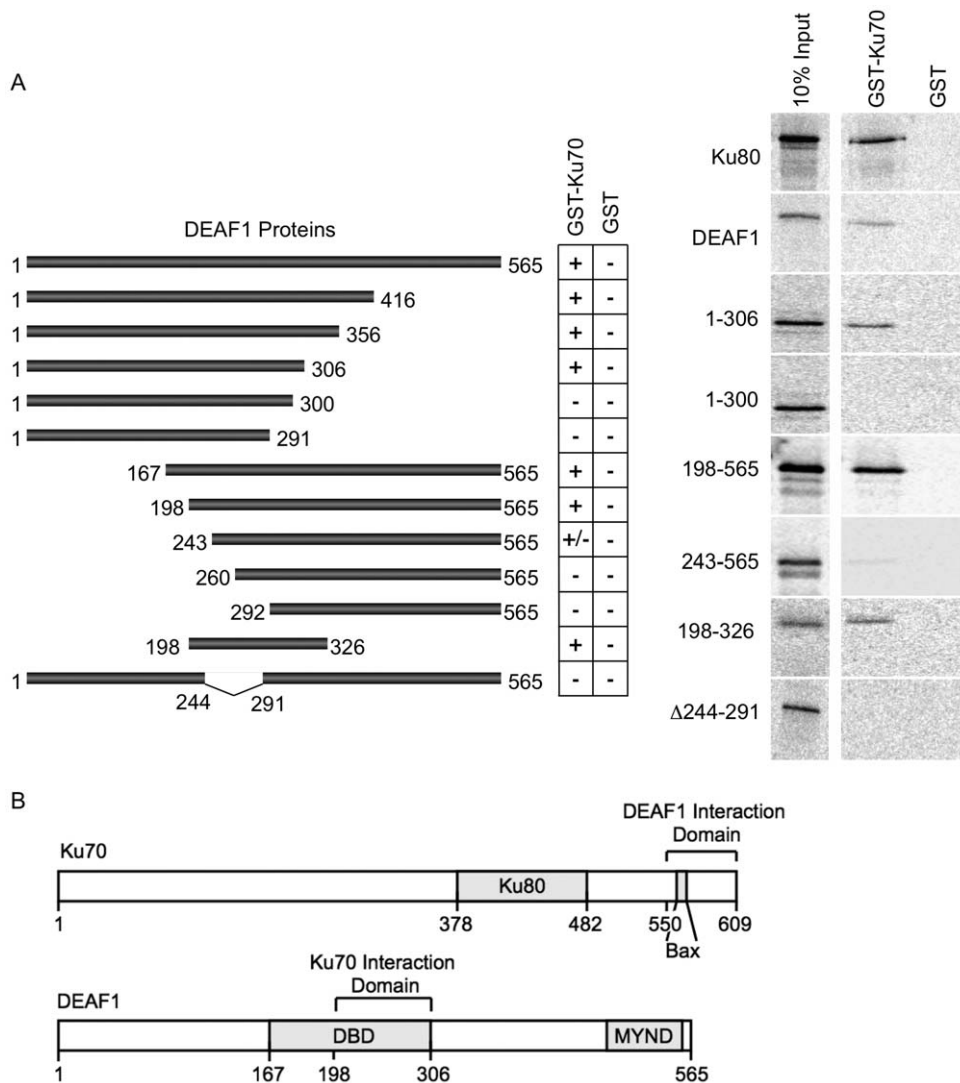 A
DEAF1 Proteins
GST-Ku70
GST
1 565 + -
1 416 + -
1 356 + -
1 306 + -
1 300 - -
1 291 - -
167 565 + -
198 565 + -
243 565 +/- -
260 565 - -
292 565 - -
198 326 + -
1 565 - -
244 291
10% Input
GST-Ku70
GST
Ku80
DEAF1
1-306
1-300
198-565
243-565
198-326
Δ244-291
B
DEAF1 Interaction
Domain
Ku70
Ku80
1 378 482 550 609
Bax
Ku70 Interaction
Domain
DEAF1
DBD MYND
1 167 198 306 565